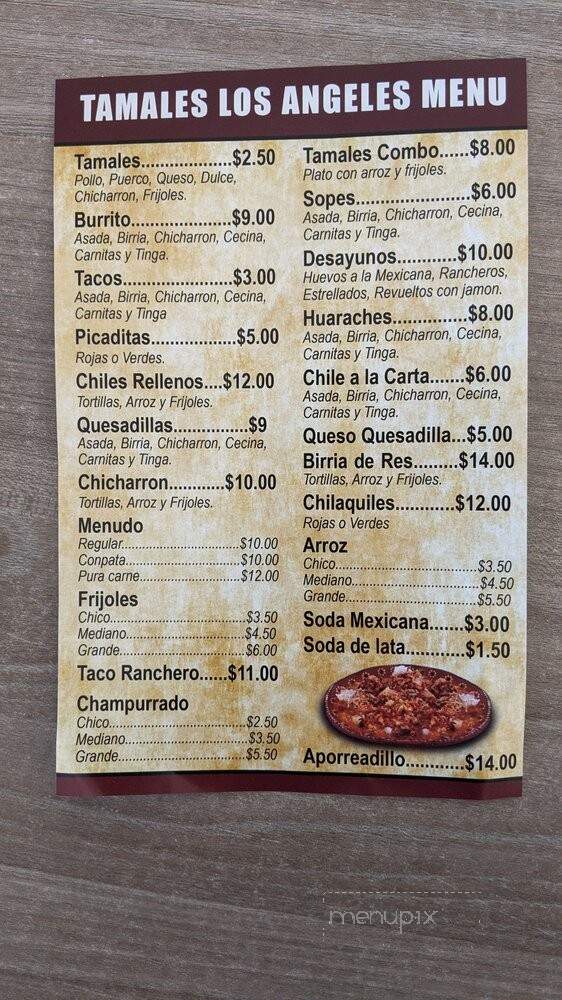 TAMALES LOS ANGELES MENU
Tamales..................$2.50
Pollo, Puerco, Queso, Dulce,
Chicharron, Frijoles.
Burrito....................$9.00
Asada, Birria, Chicharron, Cecina,
Carnitas y Tinga.
Tacos......................$3.00
Asada, Birria, Chicharron, Cecina,
Carnitas y Tinga
Picaditas.................$5.00
Rojas o Verdes.
Chiles Rellenos....$12.00
Tortillas, Arroz y Frijoles.
Quesadillas...............$9
Asada, Birria, Chicharron, Cecina,
Carnitas y Tinga.
Chicharron...........$10.00
Tortillas, Arroz y Frijoles.
Menudo
Regular............................$10.00
Conpata............................$10.00
Pura carne........................$12.00
Frijoles
Chico.................................$3.50
Mediano.............................$4.50
Grande..............................$6.00
Taco Ranchero......$11.00
Champurrado
Chico.................................$2.50
Mediano.............................$3.50
Grande..............................$5.50
Tamales Combo......$8.00
Plato con arroz y frijoles.
Sopes.......................$6.00
Asada, Birria, Chicharron, Cecina,
Carnitas y Tinga.
Desayunos............$10.00
Huevos a la Mexicana, Rancheros,
Estrellados, Revueltos con jamon.
Huaraches...............$8.00
Asada, Birria, Chicharron, Cecina,
Carnitas y Tinga.
Chile a la Carta.......$6.00
Asada, Birria, Chicharron, Cecina,
Carnitas y Tinga.
Queso Quesadilla...$5.00
Birria de Res.........$14.00
Tortillas, Arroz y Frijoles.
Chilaquiles............$12.00
Rojas o Verdes
Arroz
Chico....................................$3.50
Mediano................................$4.50
Grande.................................$5.50
Soda Mexicana.......$3.00
Soda de lata............$1.50
Aporreadillo............$14.00
menupix